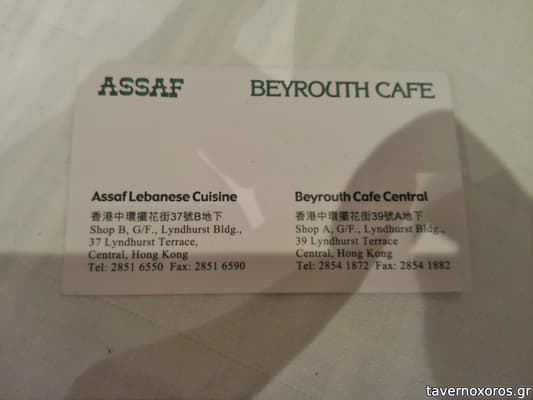 ASSAF
BEYROUTH CAFE
Assaf Lebanese Cuisine
香港中環擺花街37號B地下
Shop B, G/F., Lyndhurst Bldg.,
37 Lyndhurst Terrace,
Central, Hong Kong
Tel: 2851 6550 Fax: 2851 6590
Beyrouth Cafe Central
香港中環擺花街39號A地下
Shop A, G/F., Lyndhurst Bldg.,
39 Lyndhurst Terrace
Central, Hong Kong
Tel: 2854 1872 Fax: 2854 1882
tavernoxoros.gr